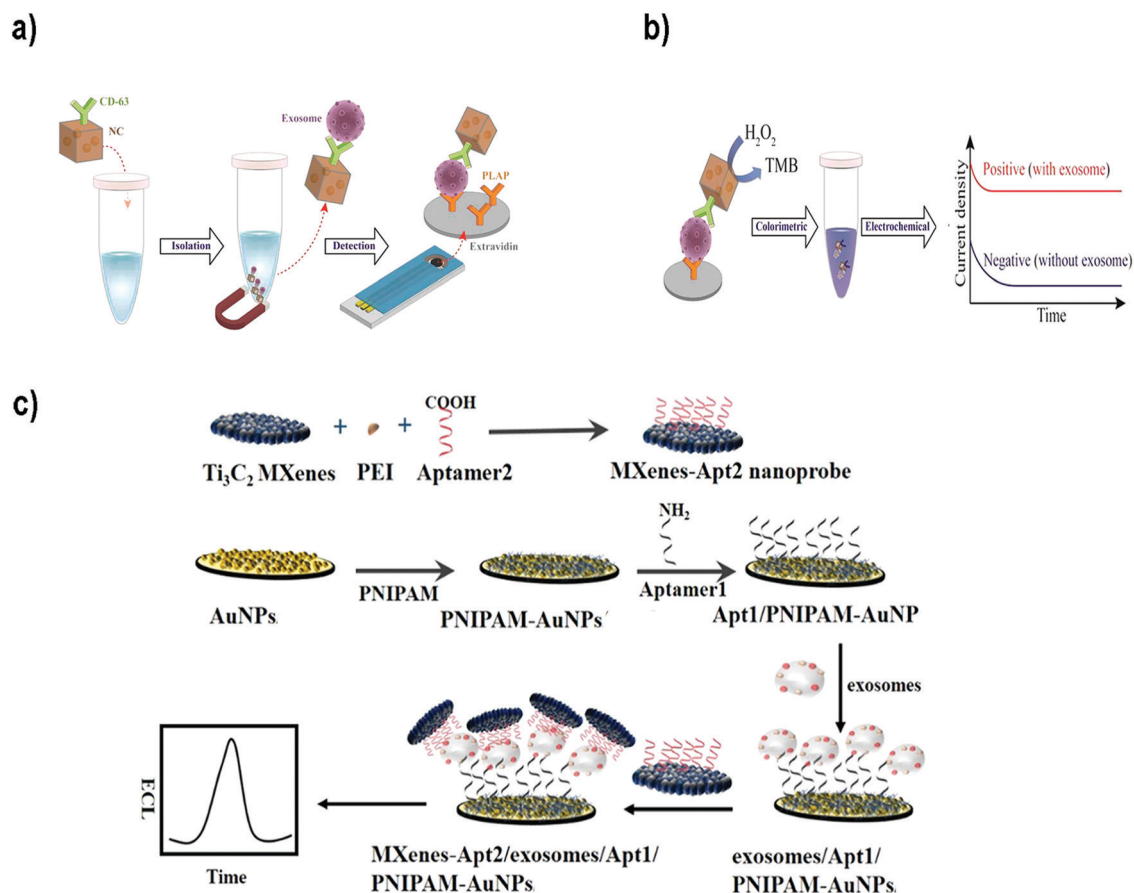 a)
CD-63
NC
Exosome
PLAP
Isolation
Detection
Extravidin
b)
H2O2
TMB
Colorimetric
Electrochemical
Current density
Positive (with exosome)
Negative (without exosome)
Time
c)
COOH
+ +
Ti3C2 MXenes PEI Aptamer2
MXenes-Apt2 nanoprobe
NH2
PNIPAM
Aptamer1
AuNPs
PNIPAM-AuNPs
Apt1/PNIPAM-AuNP
exosomes
ECL
Time
MXenes-Apt2/exosomes/Apt1/
PNIPAM-AuNPs
exosomes/Apt1/
PNIPAM-AuNPs